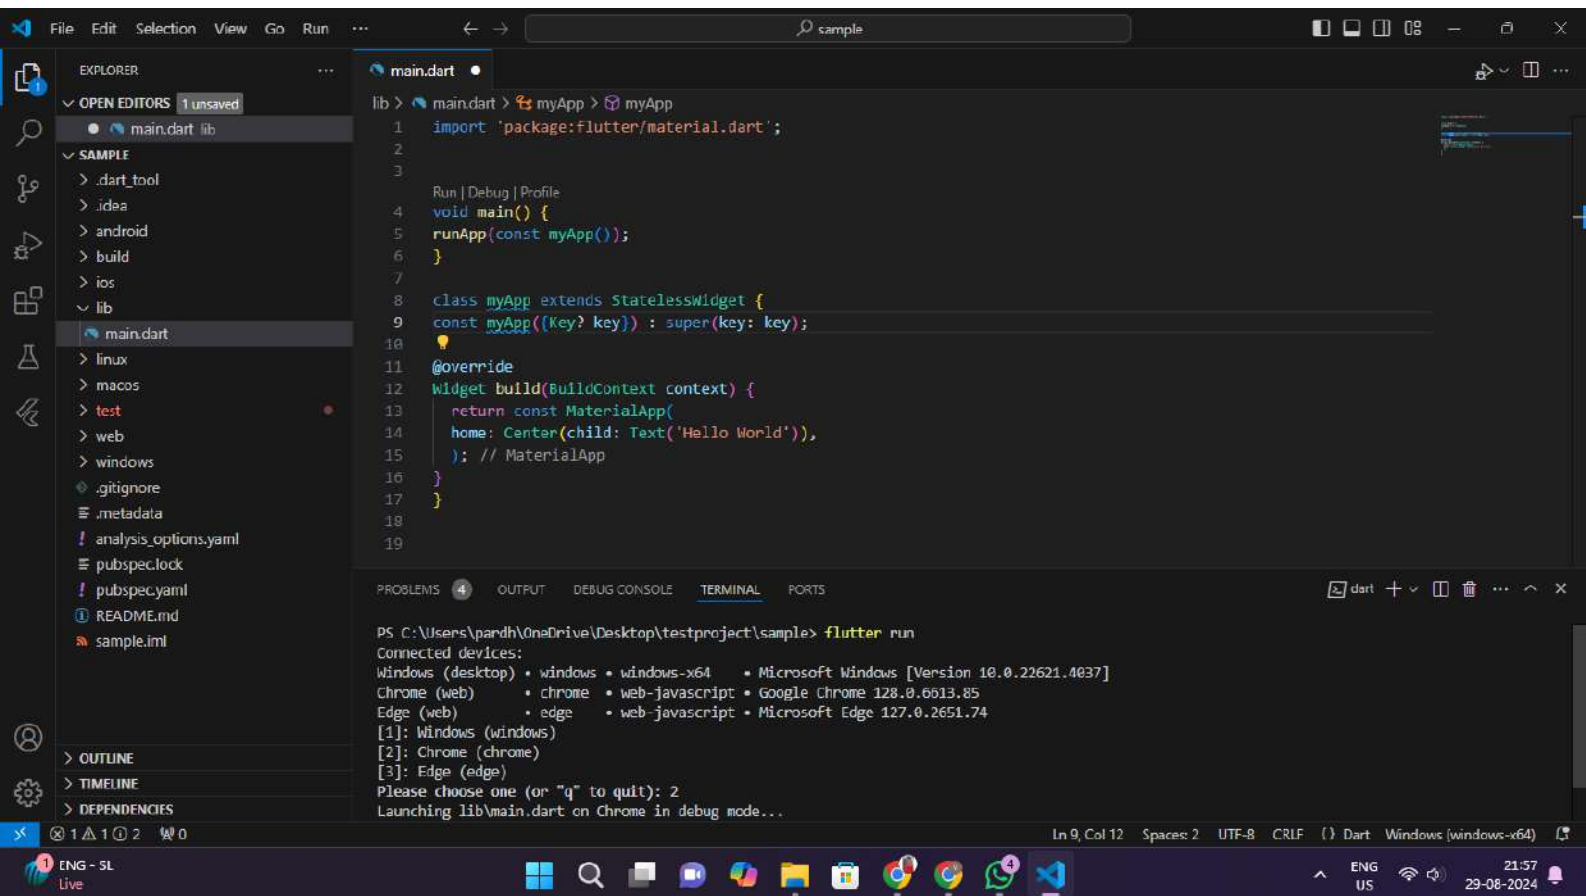 File Edit Selection View Go Run ... sample
EXPLORER ...
OPEN EDITORS 1 unsaved
main.dart lib
SAMPLE
.dart_tool
.idea
android
build
ios
lib
main.dart
linux
macos
test
web
windows
.gitignore
.metadata
analysis_options.yaml
pubspec.lock
pubspec.yaml
README.md
sample.iml
OUTLINE
TIMELINE
DEPENDENCIES
main.dart
lib > main.dart > myApp > myApp
1 import 'package:flutter/material.dart';
2
3
Run | Debug | Profile
4 void main() {
5 runApp(const myApp());
6 }
7
8 class myApp extends StatelessWidget {
9 const myApp({Key? key}) : super(key: key);
10
11 @override
12 Widget build(BuildContext context) {
13 return const MaterialApp(
14 home: Center(child: Text('Hello World')),
15 ); // MaterialApp
16 }
17 }
18
19
PROBLEMS 4 OUTPUT DEBUG CONSOLE TERMINAL PORTS dart
PS C:\Users\pardh\OneDrive\Desktop\testproject\sample> flutter run
Connected devices:
Windows (desktop) • windows • windows-x64 • Microsoft Windows [Version 10.0.22621.4037]
Chrome (web) • chrome • web-javascript • Google Chrome 128.0.6613.85
Edge (web) • edge • web-javascript • Microsoft Edge 127.0.2651.74
[1]: Windows (windows)
[2]: Chrome (chrome)
[3]: Edge (edge)
Please choose one (or "q" to quit): 2
Launching lib\main.dart on Chrome in debug mode...
1 1 2 0 Ln 9, Col 12 Spaces: 2 UTF-8 CRLF {} Dart Windows (windows-x64)
1 ENG - SL
Live
4
ENG
US
21:57
29-08-2024